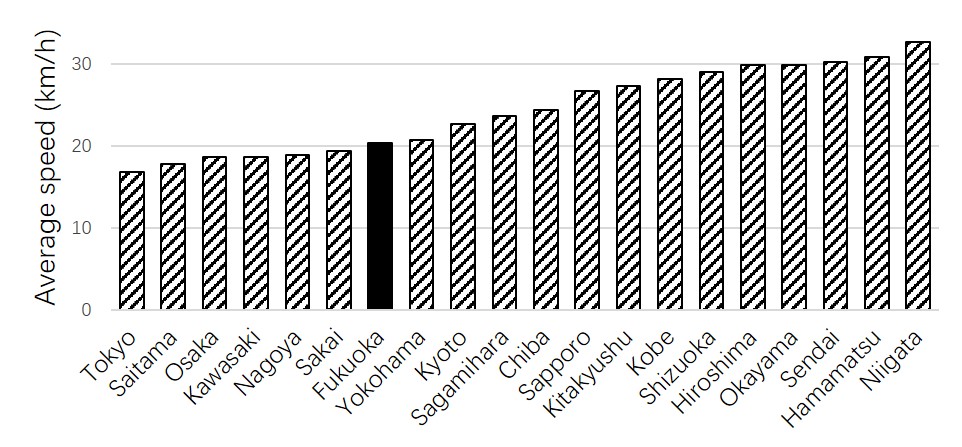 Average speed (km/h)
30
20
10
0
Tokyo
Saitama
Osaka
Kawasaki
Nagoya
Sakai
Fukuoka
Yokohama
Kyoto
Sagamihara
Chiba
Sapporo
Kitakyushu
Kobe
Shizuoka
Hiroshima
Okayama
Sendai
Hamamatsu
Niigata